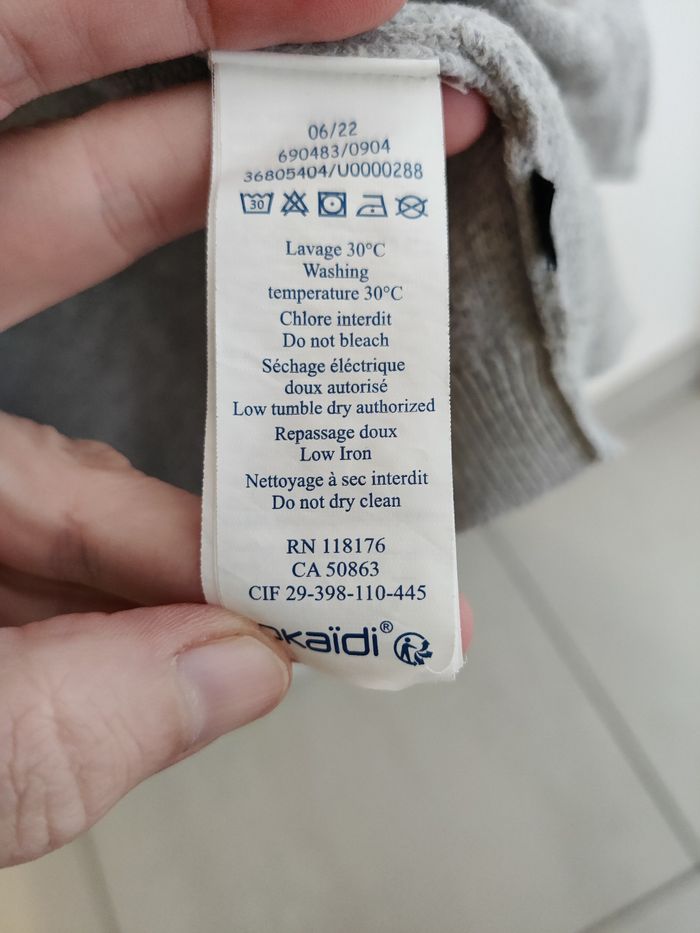 06/22
690483/0904
36805404/U0000288
30
Lavage 30°C
Washing
temperature 30°C
Chlore interdit
Do not bleach
Séchage éléctrique
doux autorisé
Low tumble dry authorized
Repassage doux
Low Iron
Nettoyage à sec interdit
Do not dry clean
RN 118176
CA 50863
CIF 29-398-110-445
okaïdi®